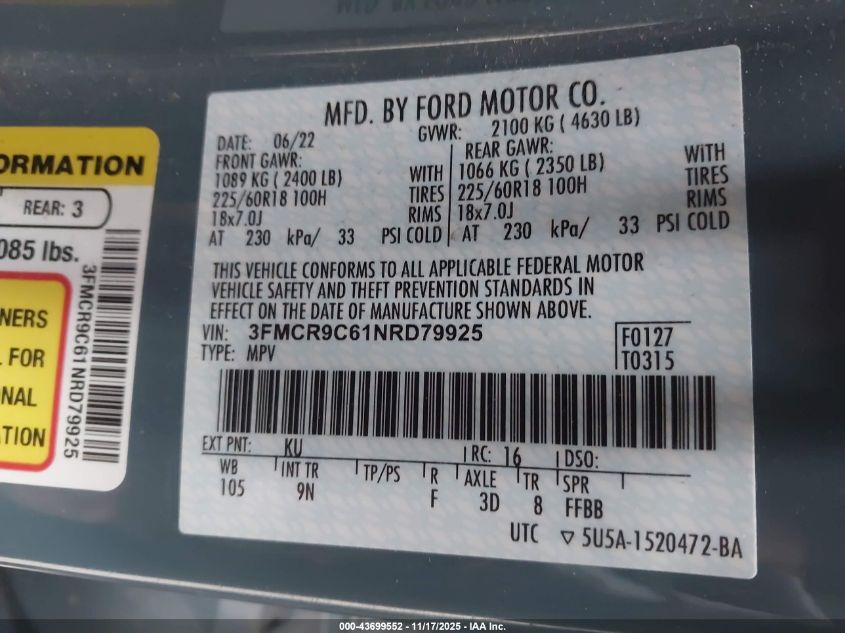 MFD. BY FORD MOTOR CO.
DATE: 06/22 GVWR: 2100 KG ( 4630 LB)
FRONT GAWR: REAR GAWR:
1089 KG ( 2400 LB) WITH 1066 KG ( 2350 LB) WITH
225/60R18 100H TIRES 225/60R18 100H TIRES
18x7.0J RIMS 18x7.0J RIMS
AT 230 kPa/ 33 PSI COLD AT 230 kPa/ 33 PSI COLD
THIS VEHICLE CONFORMS TO ALL APPLICABLE FEDERAL MOTOR
VEHICLE SAFETY AND THEFT PREVENTION STANDARDS IN
EFFECT ON THE DATE OF MANUFACTURE SHOWN ABOVE.
VIN: 3FMCR9C61NRD79925 F0127
TYPE: MPV T0315
EXT PNT: KU RC: 16 DSO:
WB INT TR TP/PS R AXLE TR SPR
105 9N F 3D 8 FFBB
UTC ▽ 5U5A-1520472-BA
ORMATION
REAR: 3
085 lbs.
3FMCR9C61NRD79925
NERS
FOR
ONAL
TION
000-43699552 - 11/17/2025 - IAA Inc.